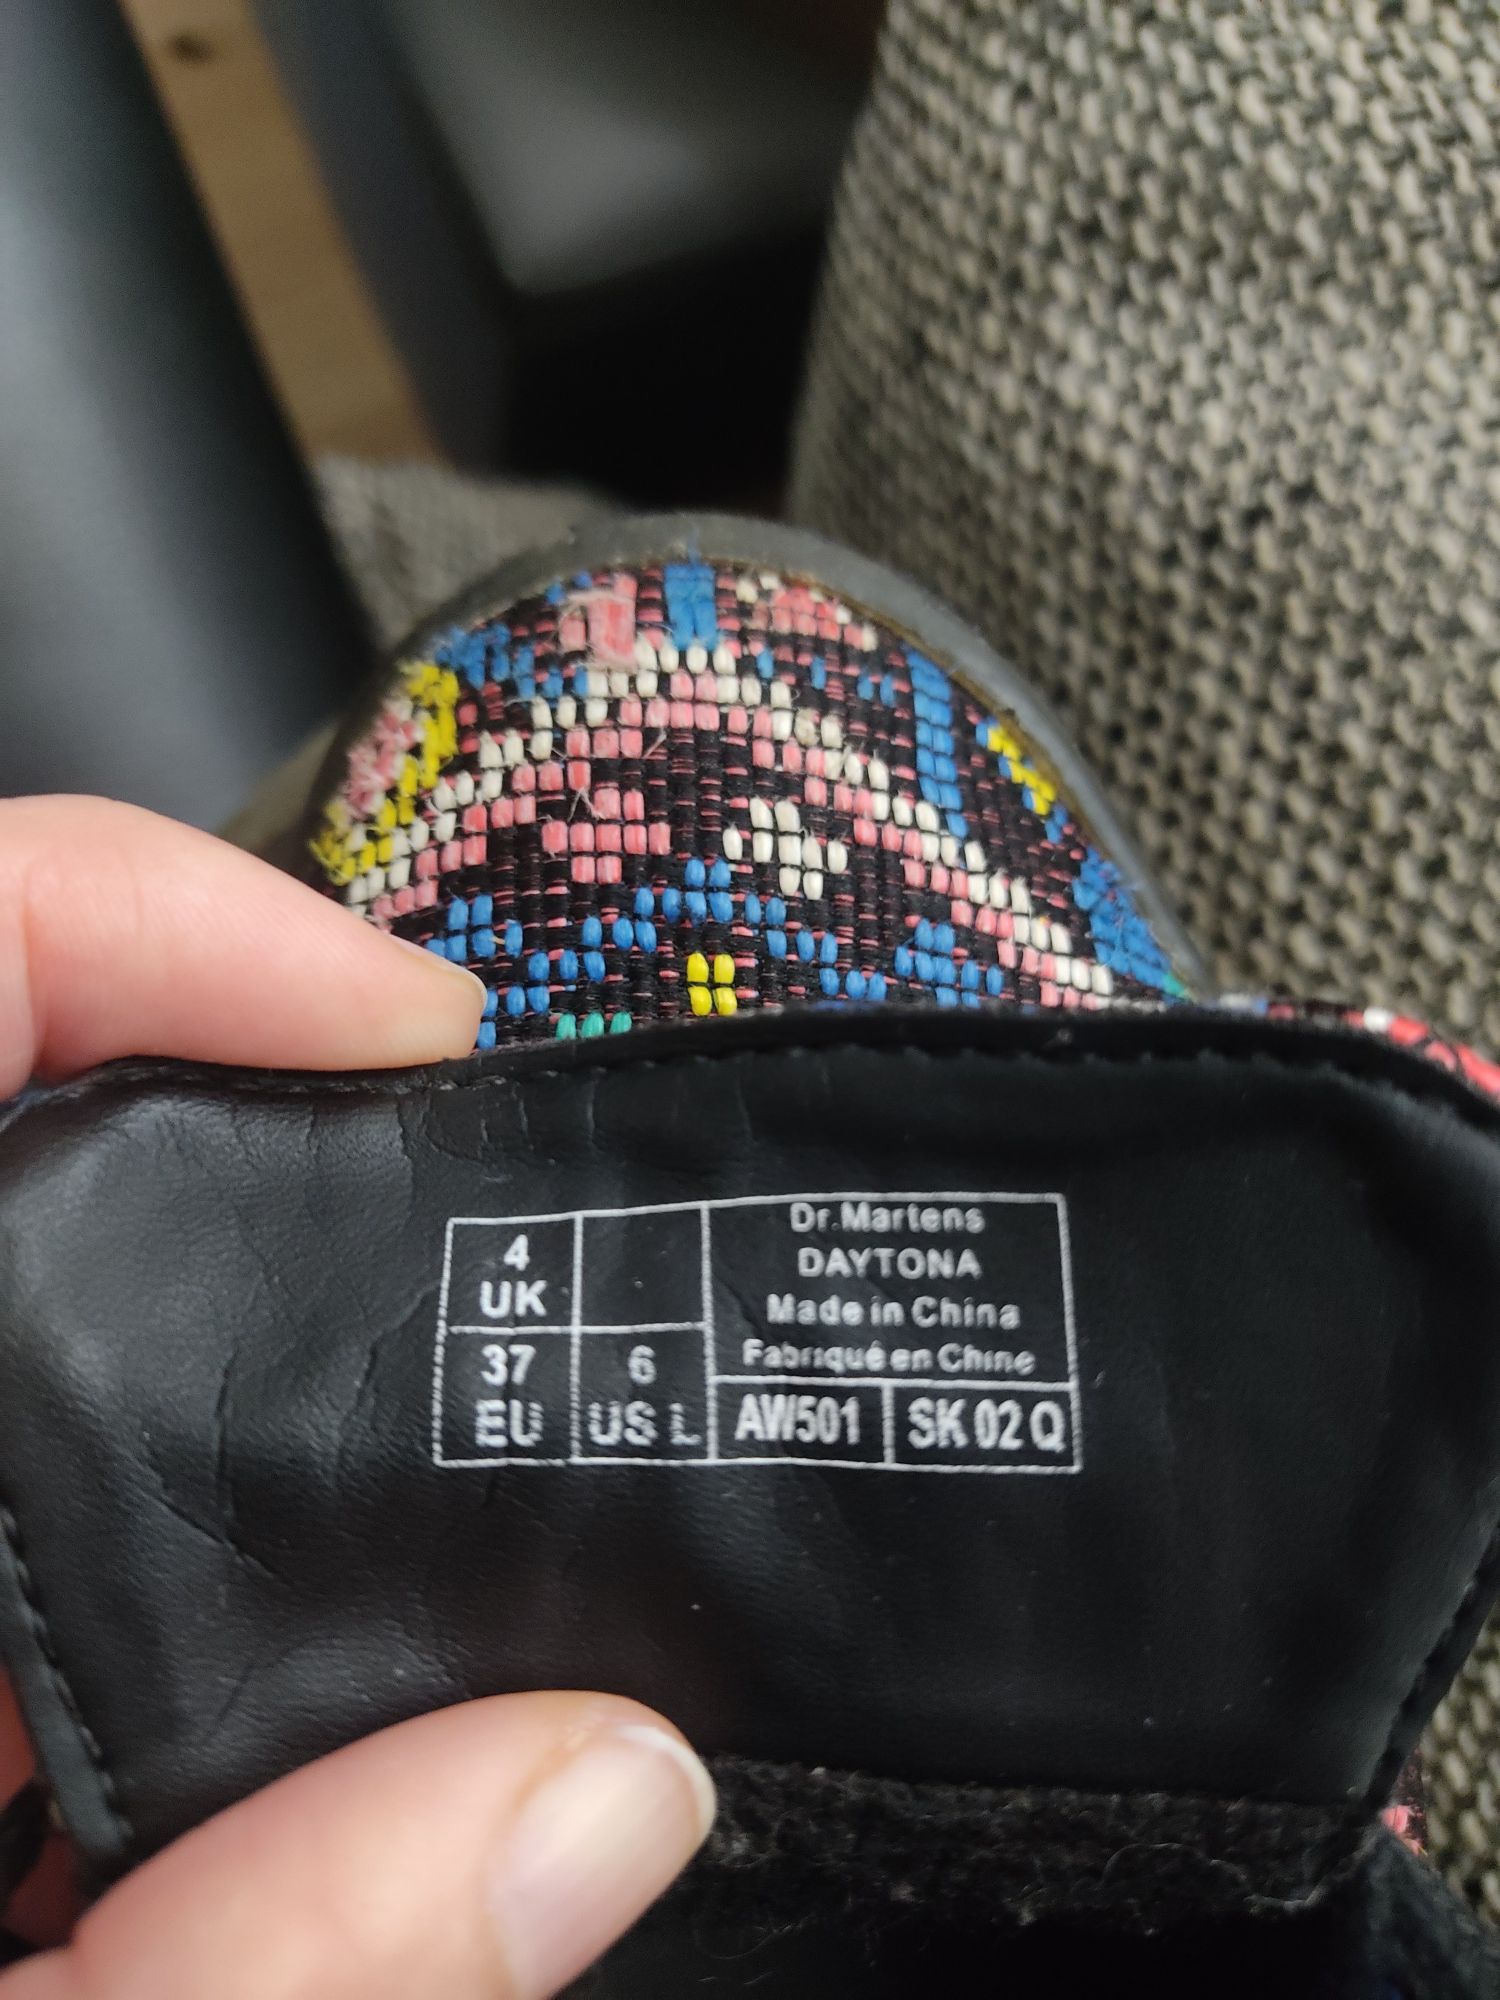 4
UK
37
EU
6
US L
Dr.Martens
DAYTONA
Made in China
Fabriqué en Chine
AW501
SK 02 Q